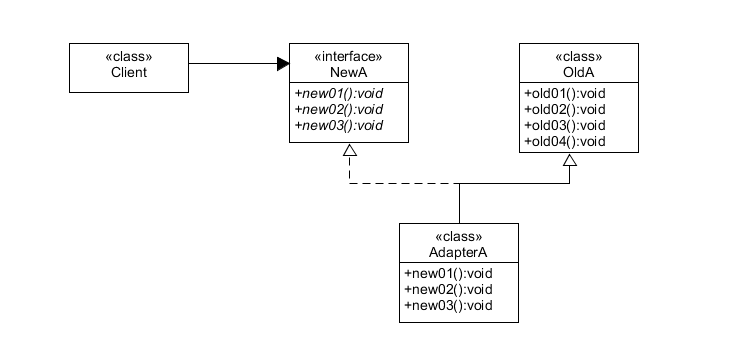 «class»
Client
«interface»
NewA
+new01():void
+new02():void
+new03():void
«class»
OldA
+old01():void
+old02():void
+old03():void
+old04():void
«class»
AdapterA
+new01():void
+new02():void
+new03():void